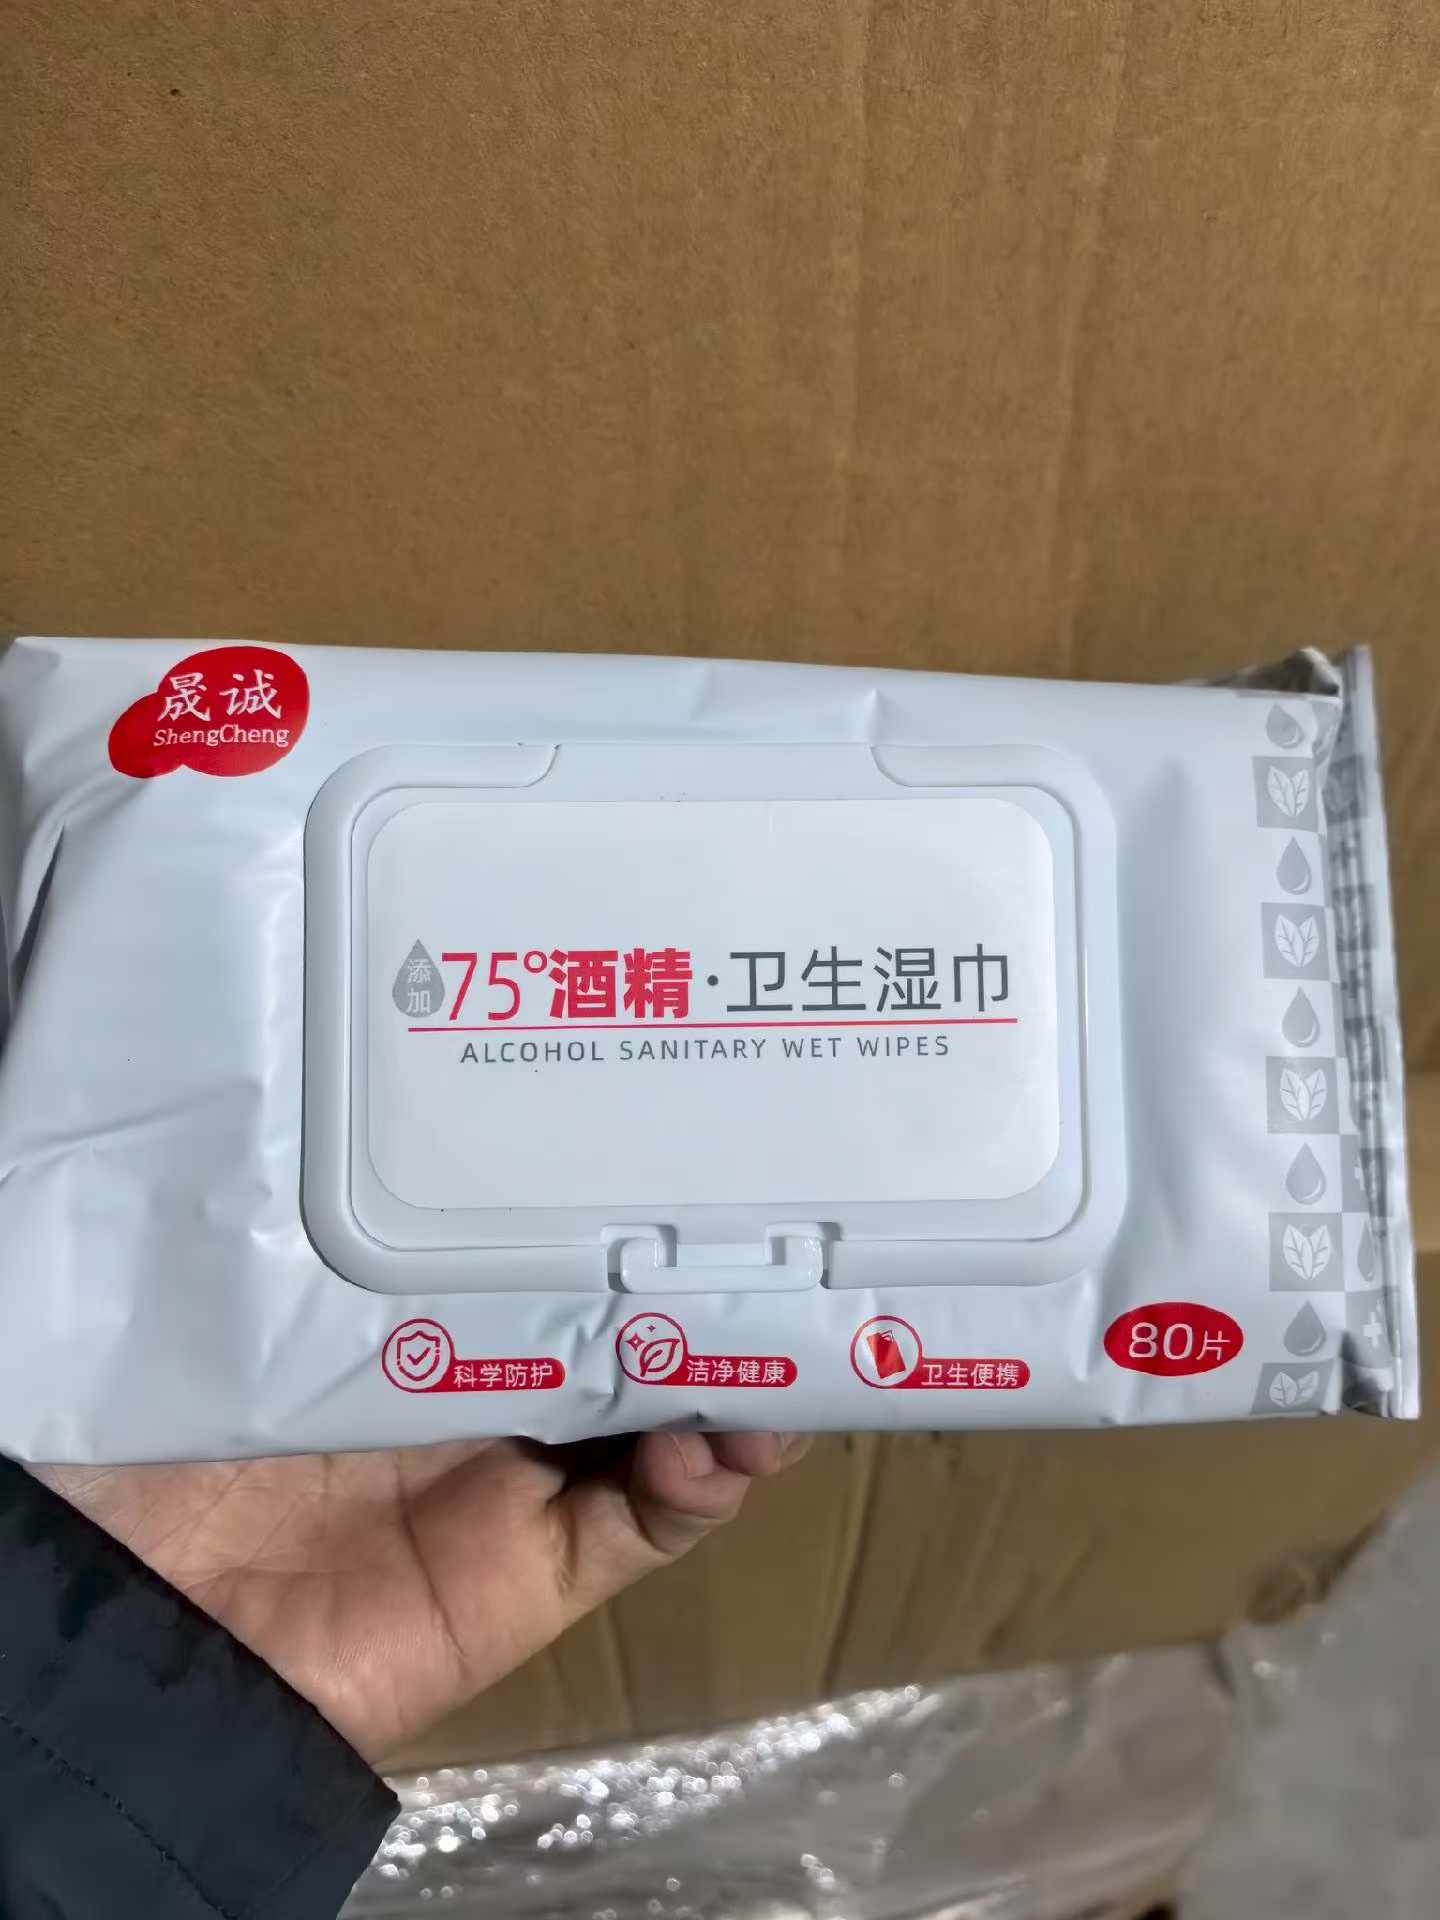 晟诚
ShengCheng
添加
75°酒精·卫生湿巾
ALCOHOL SANITARY WET WIPES
科学防护
洁净健康
卫生便携
80片